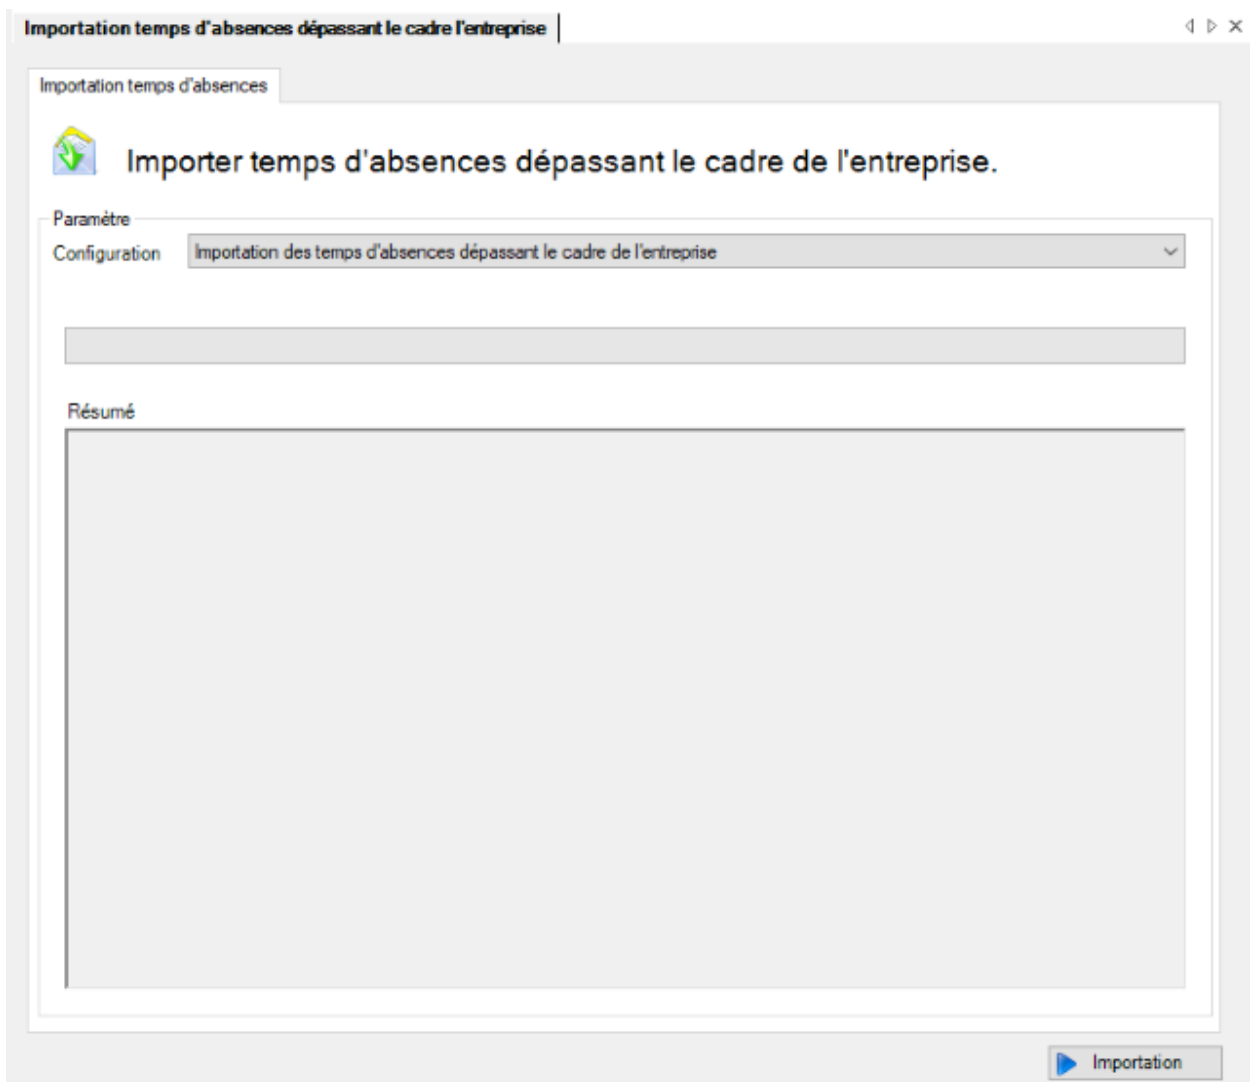 Importation temps d'absences dépassant le cadre l'entreprise
Importation temps d'absences
Importer temps d'absences dépassant le cadre de l'entreprise.
Paramètre
Configuration
Importation des temps d'absences dépassant le cadre de l'entreprise
Résumé
Importation